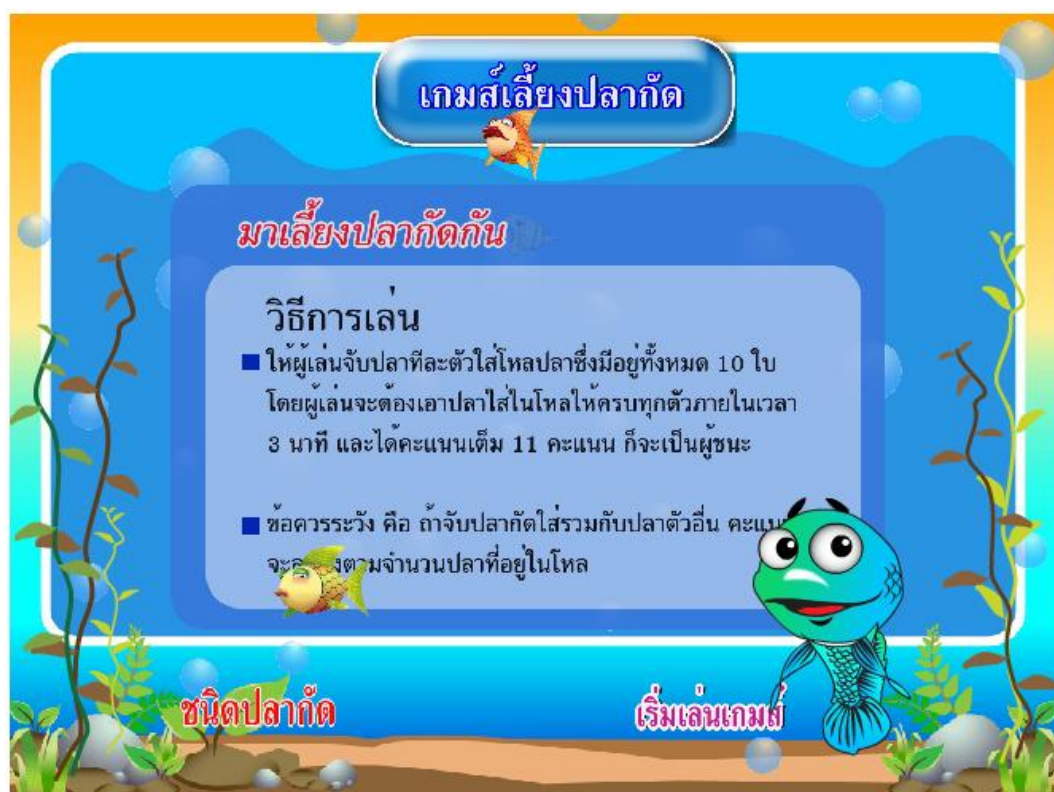 เกมส์เลี้ยงปลากัด
มาเลี้ยงปลากัดกัน
วิธีการเล่น
ให้ผู้เล่นจับปลาทีละตัวใส่โหลปลาซึ่งมีอยู่ทั้งหมด 10 ใบ
โดยผู้เล่นจะต้องเอาปลาใส่ในโหลให้ครบทุกตัวภายในเวลา
3 นาที และได้คะแนนเต็ม 11 คะแนน ก็จะเป็นผู้ชนะ
ข้อควรระวัง คือ ถ้าจับปลากัดใส่รวมกับปลาตัวอื่น
ตามจำนวนปลาที่อยู่ในโหล
ชนิดปลากัด
เริ่มเล่นเกมส์